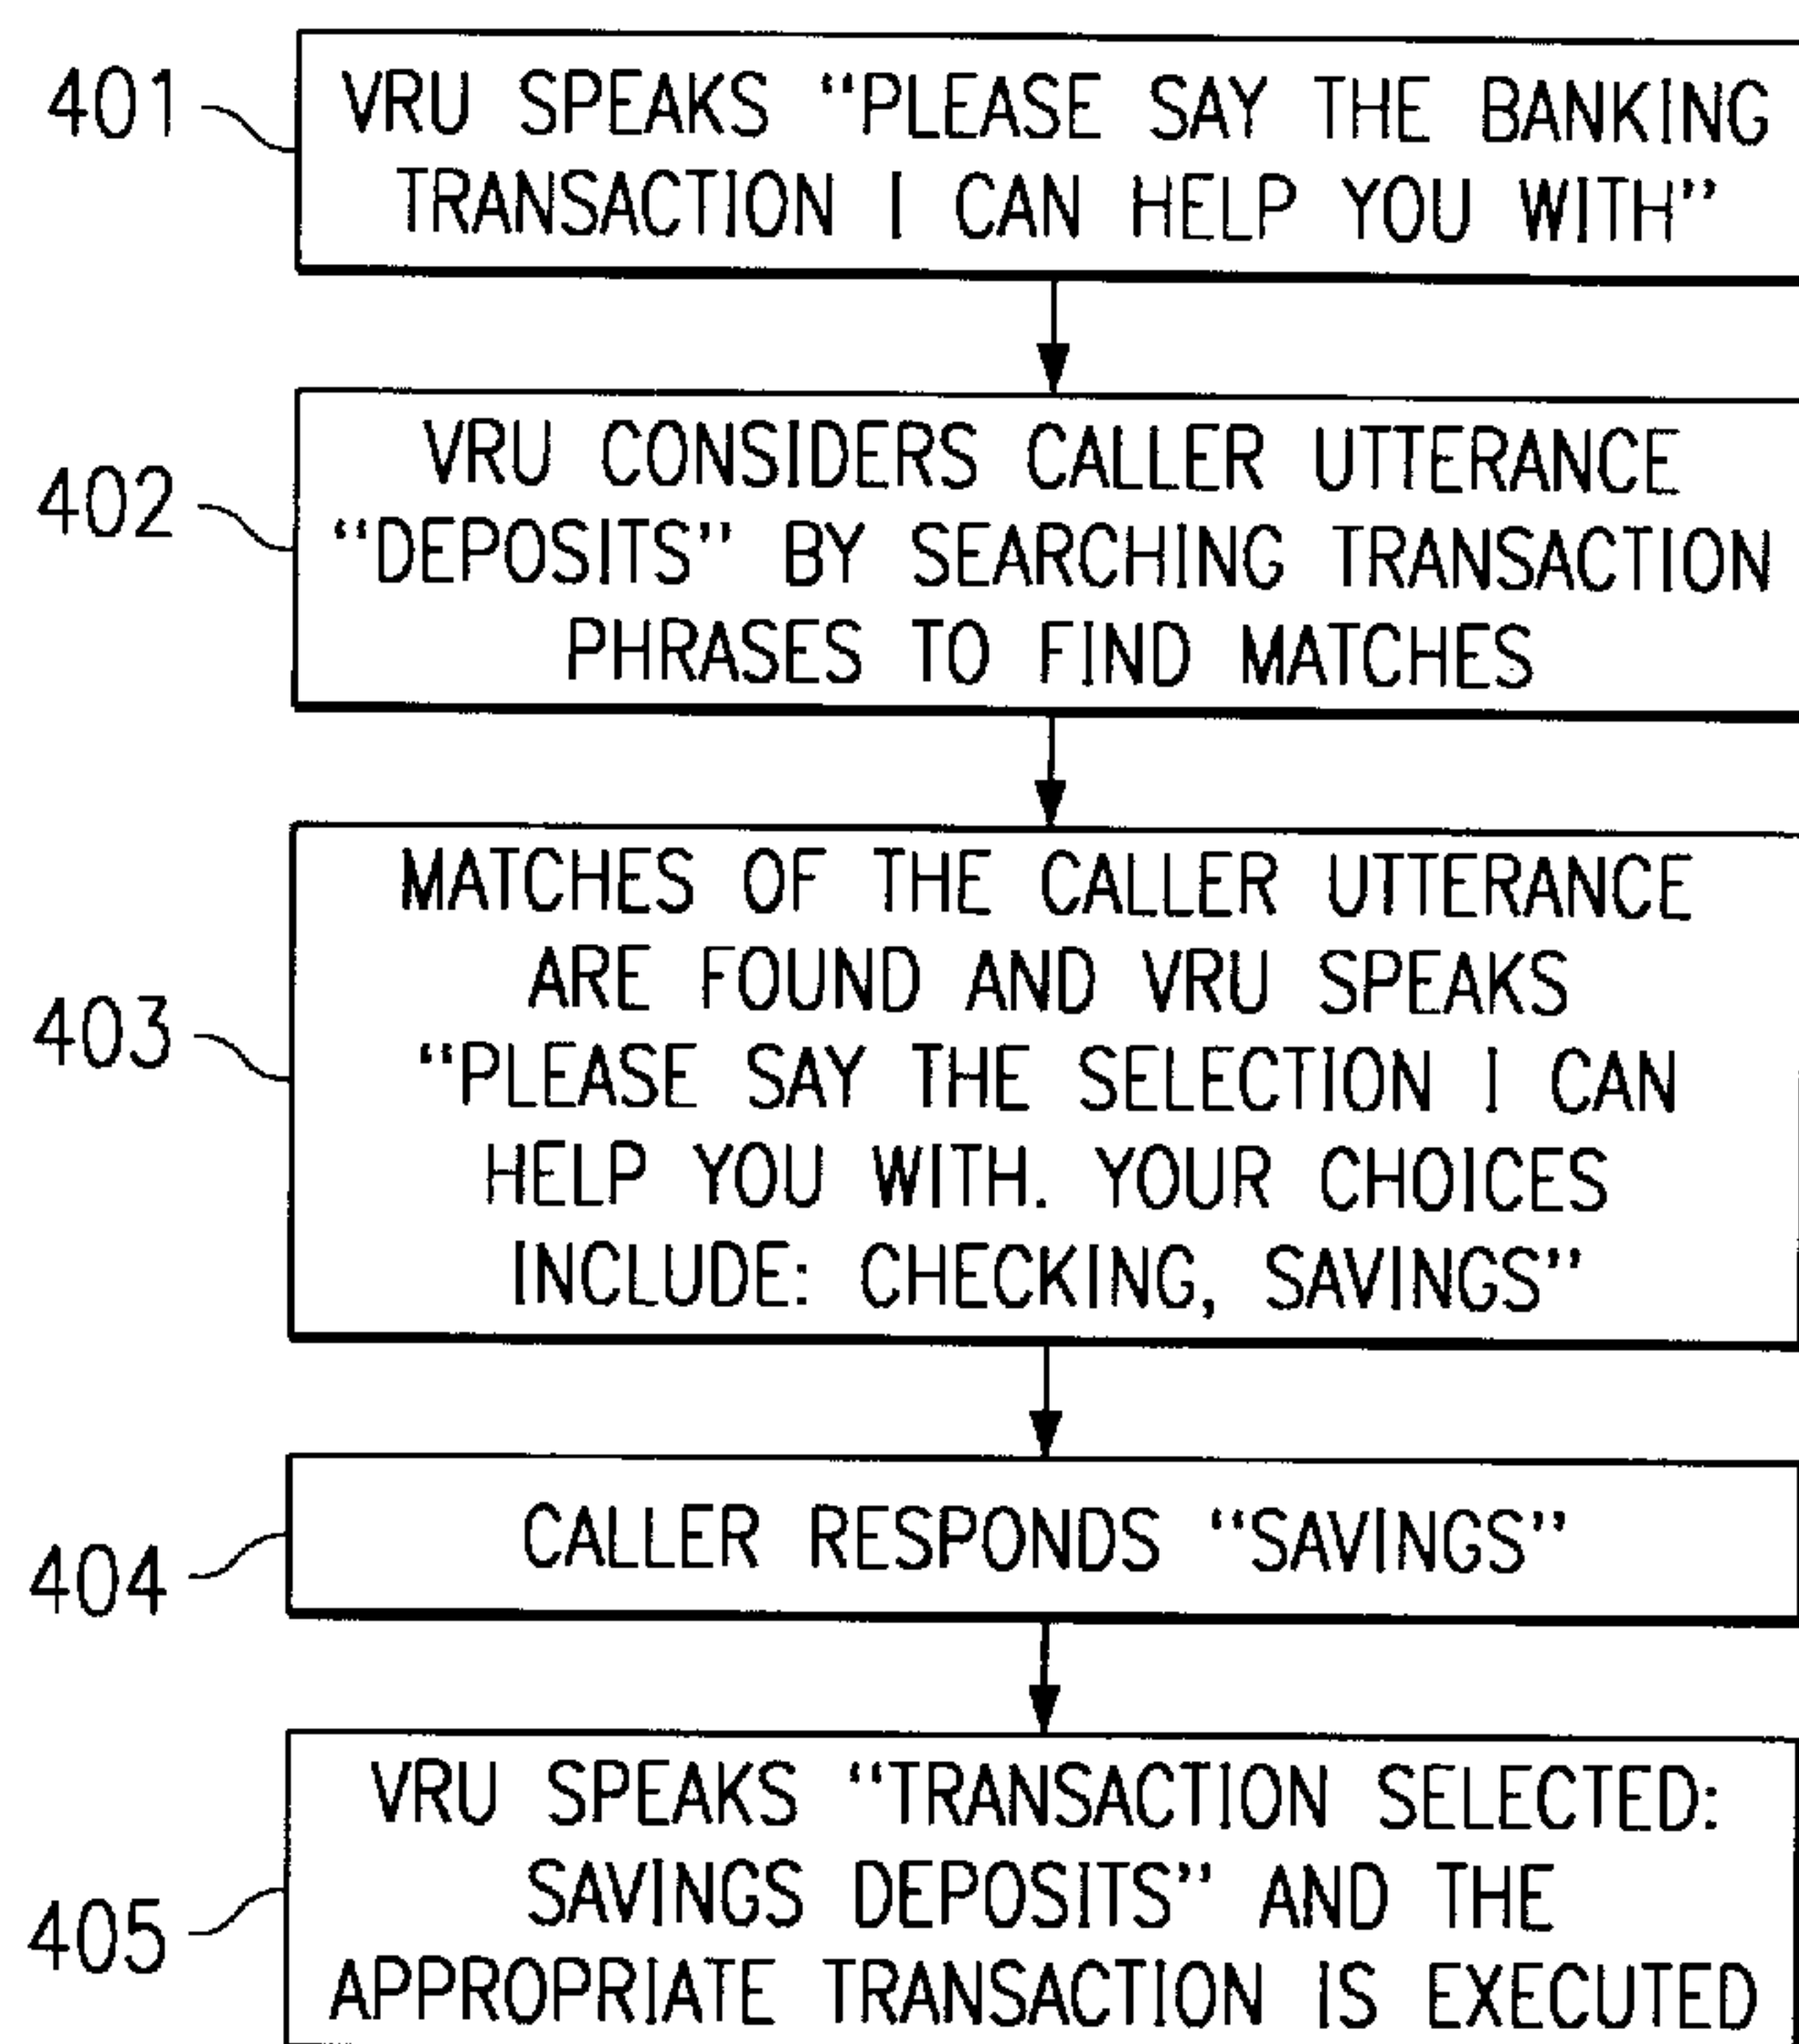 401
VRU SPEAKS “PLEASE SAY THE BANKING
TRANSACTION I CAN HELP YOU WITH”
402
VRU CONSIDERS CALLER UTTERANCE
“DEPOSITS” BY SEARCHING TRANSACTION
PHRASES TO FIND MATCHES
403
MATCHES OF THE CALLER UTTERANCE
ARE FOUND AND VRU SPEAKS
“PLEASE SAY THE SELECTION I CAN
HELP YOU WITH. YOUR CHOICES
INCLUDE: CHECKING, SAVINGS”
404
CALLER RESPONDS “SAVINGS”
405
VRU SPEAKS “TRANSACTION SELECTED:
SAVINGS DEPOSITS” AND THE
APPROPRIATE TRANSACTION IS EXECUTED